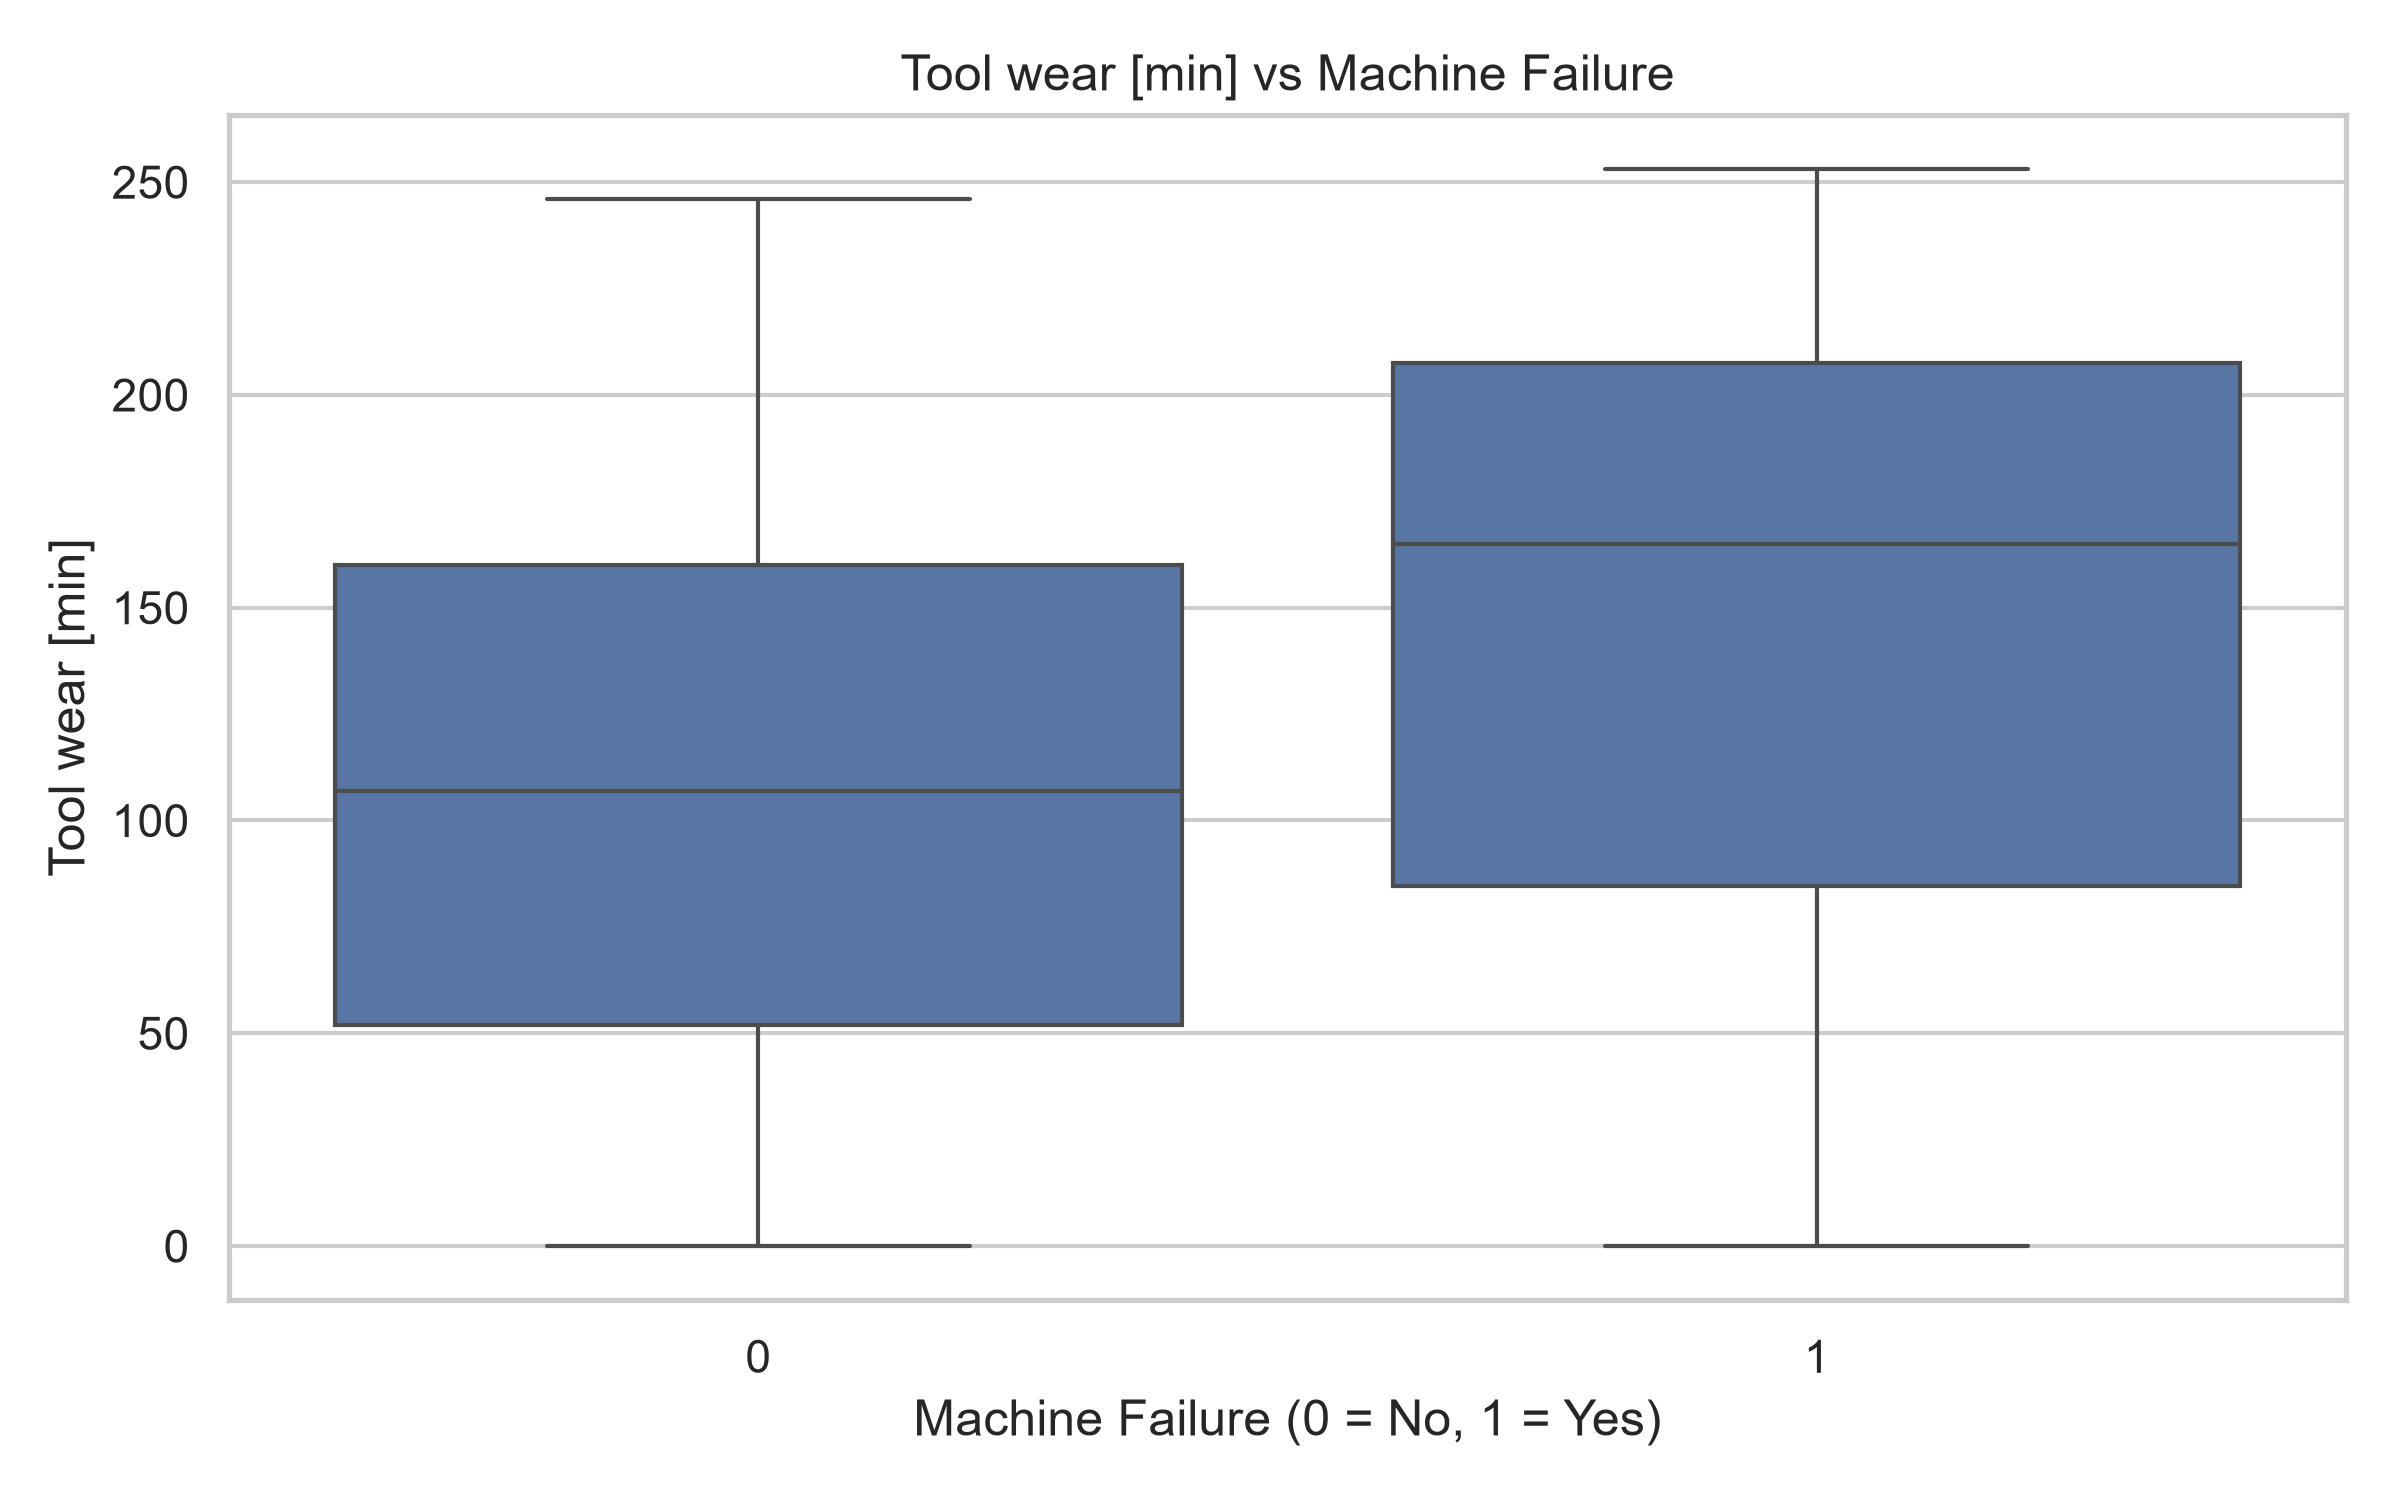 Tool wear [min] vs Machine Failure
250
200
150
100
50
0
Tool wear [min]
0
1
Machine Failure (0 = No, 1 = Yes)